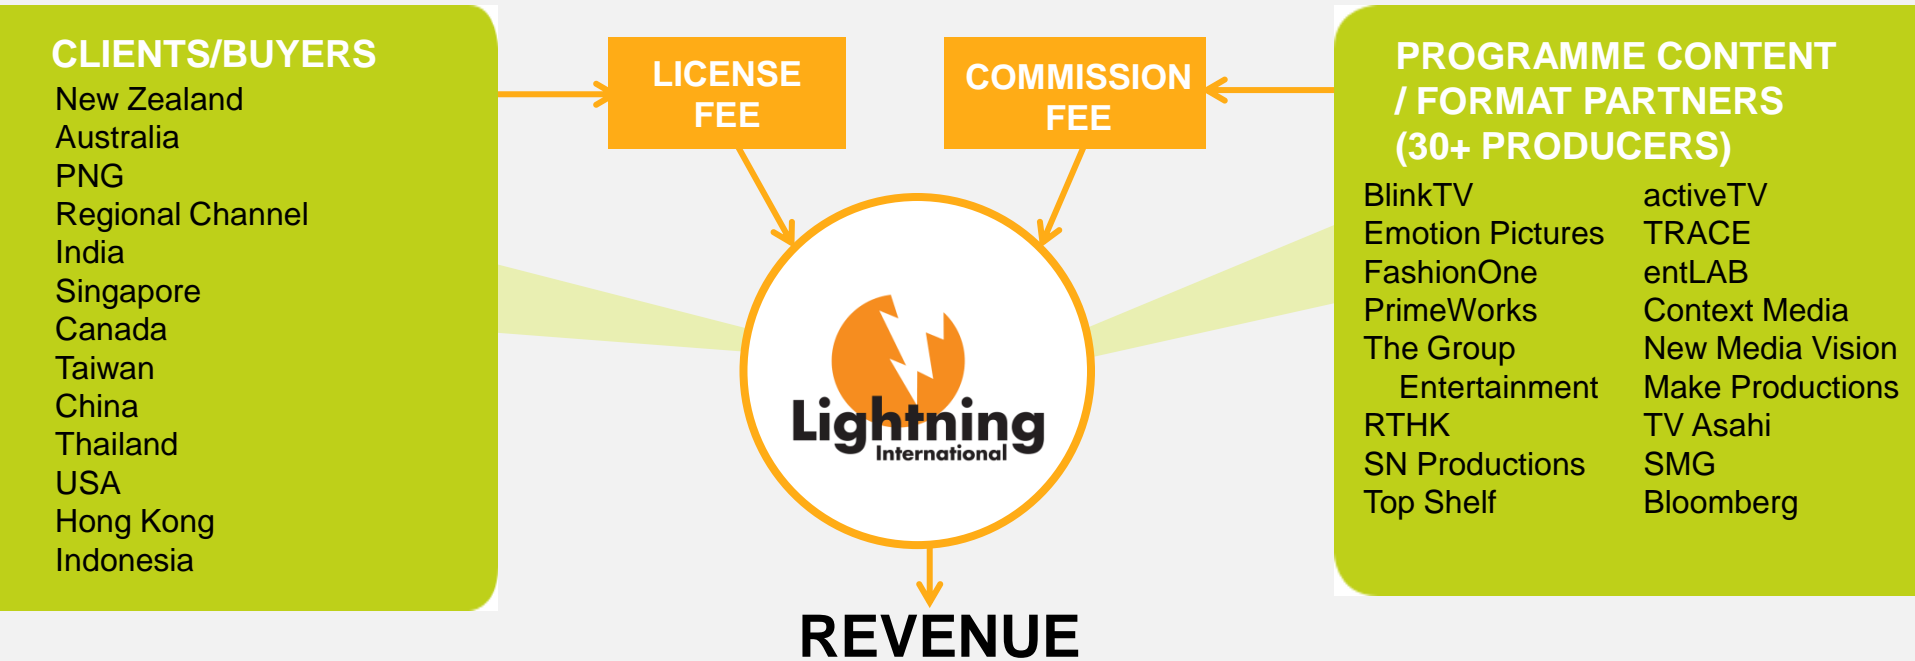 CLIENTS/BUYERS
New Zealand
Australia
PNG
Regional Channel
India
Singapore
Canada
Taiwan
China
Thailand
USA
Hong Kong
Indonesia
LICENSE
FEE
COMMISSION
FEE
Lightning
International
REVENUE
PROGRAMME CONTENT
/ FORMAT PARTNERS
(30+ PRODUCERS)
BlinkTV
Emotion Pictures
FashionOne
PrimeWorks
The Group
Entertainment
RTHK
SN Productions
Top Shelf
activeTV
TRACE
entLAB
Context Media
New Media Vision
Make Productions
TV Asahi
SMG
Bloomberg